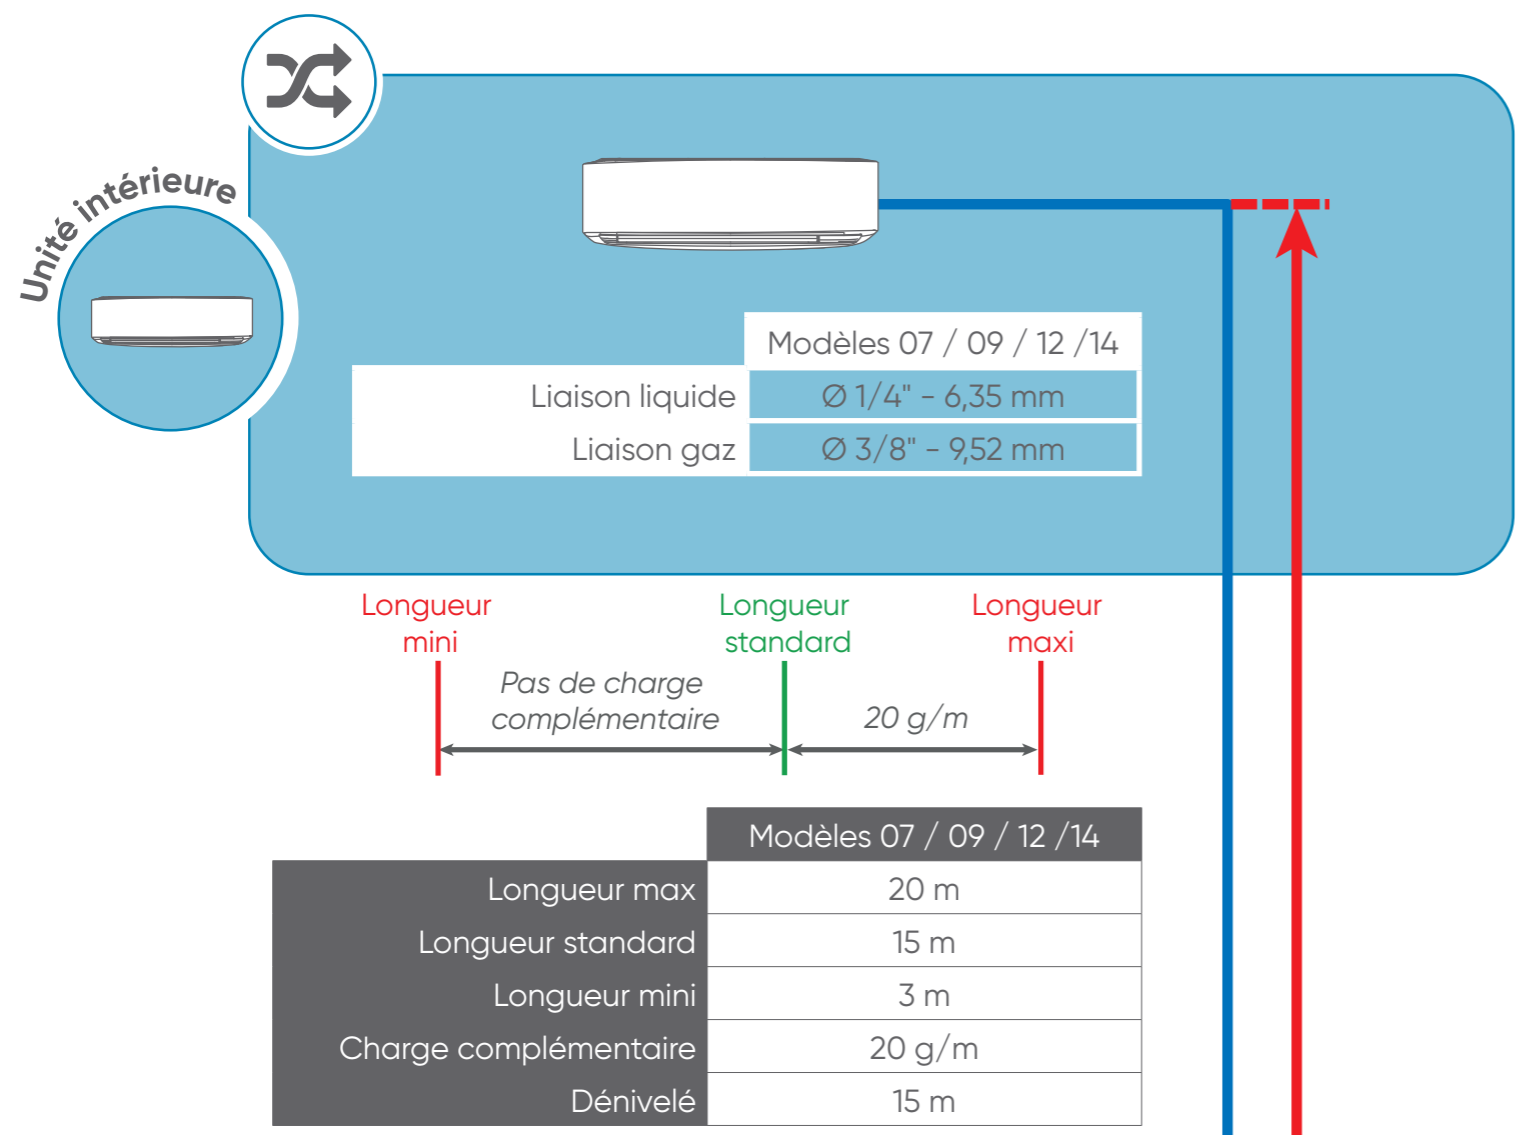 Unité intérieure
Modèles 07 / 09 / 12 /14
Liaison liquide Ø 1/4" - 6,35 mm
Liaison gaz Ø 3/8" - 9,52 mm
Longueur mini
Longueur standard
Longueur maxi
Pas de charge
complémentaire
20 g/m
Modèles 07 / 09 / 12 /14
Longueur max 20 m
Longueur standard 15 m
Longueur mini 3 m
Charge complémentaire 20 g/m
Dénivelé 15 m